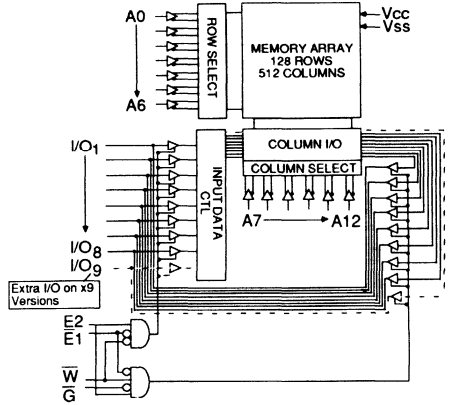 A0
A6
ROW SELECT
MEMORY ARRAY
128 ROWS
512 COLUMNS
VCC
VSS
I/O1
I/O8
I/O9
Extra I/O on x9
Versions
INPUT DATA
CTL
COLUMN I/O
COLUMN SELECT
A7
A12
E2
E1
W
G